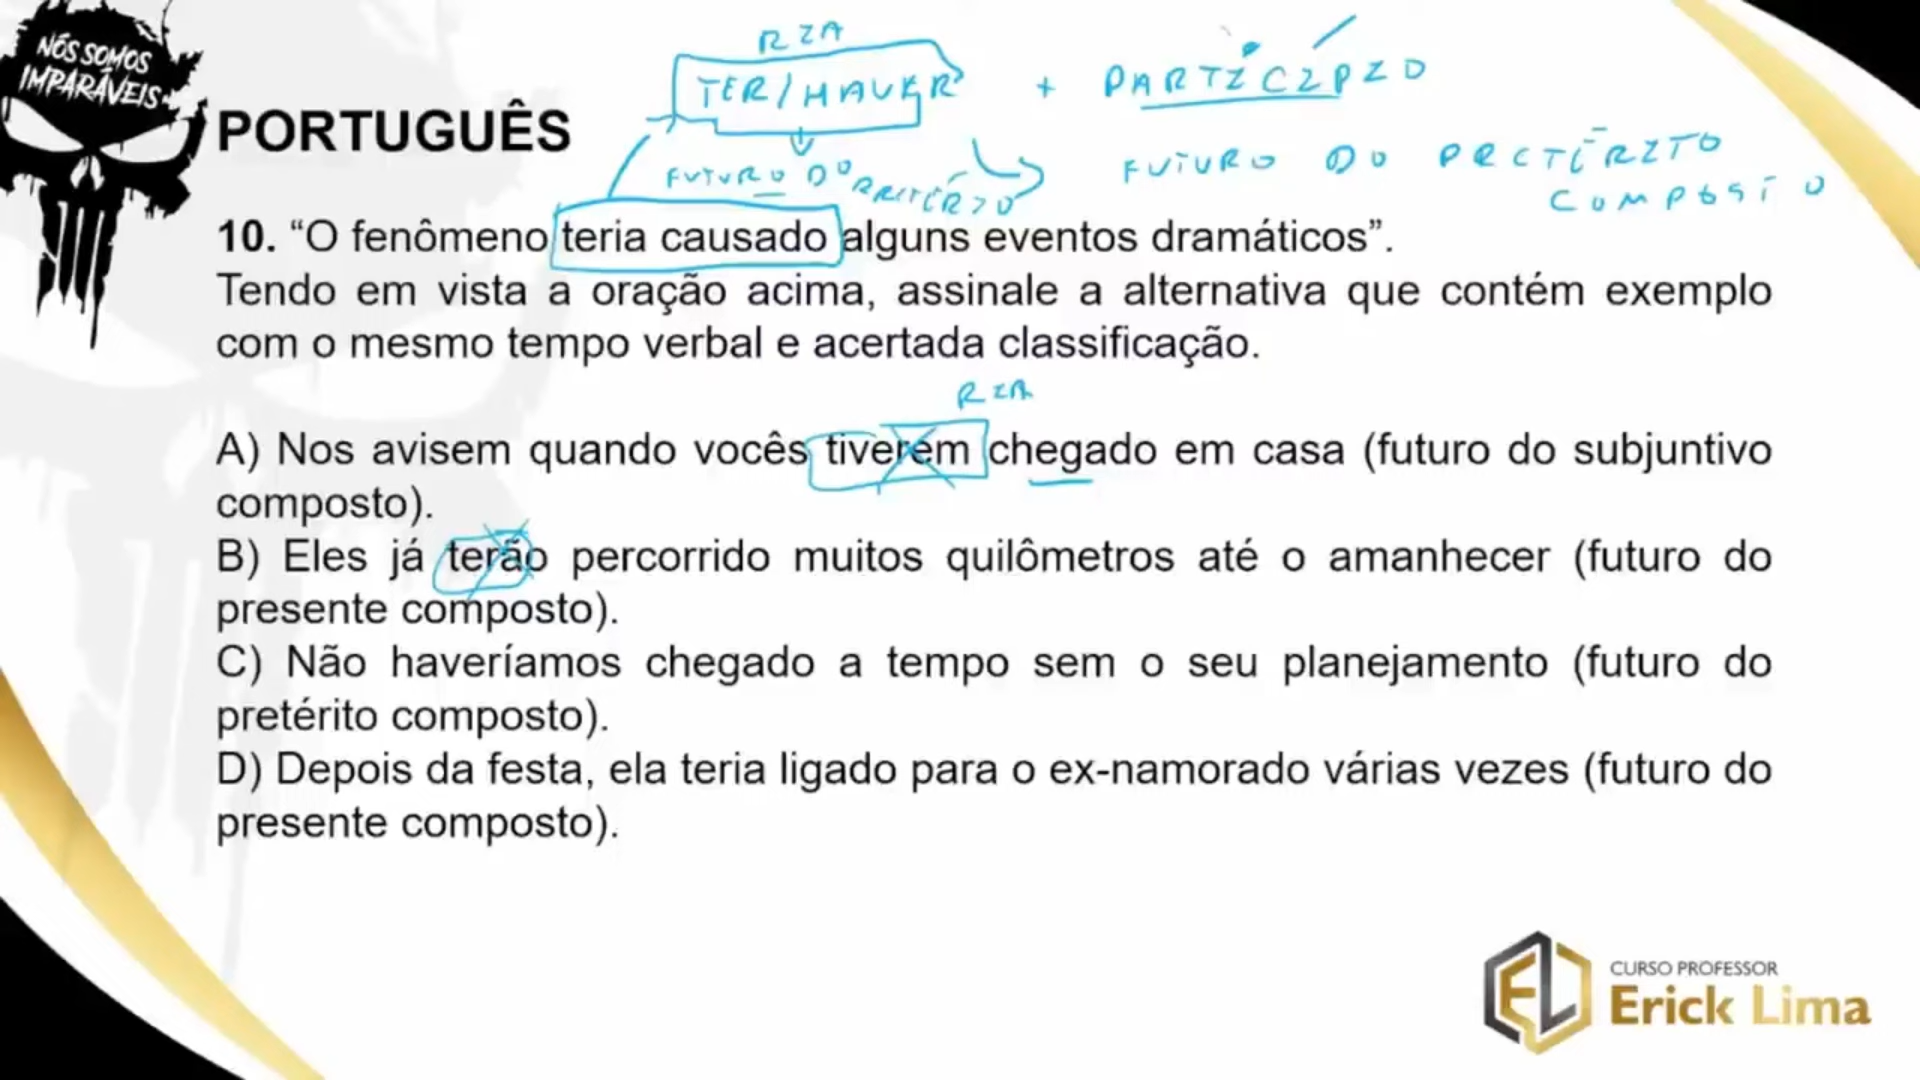 NÓS SOMOS
IMPARÁVEIS
RIA
TER/HAVER + PARTICÍPIO
PORTUGUÊS
FUTURO DO PRETÉRITO
FUTURO DO PRETÉRITO
COMPOSTO
10. “O fenômeno teria causado alguns eventos dramáticos”.
Tendo em vista a oração acima, assinale a alternativa que contém exemplo
com o mesmo tempo verbal e acertada classificação.
RIA
A) Nos avisem quando vocês tiverem chegado em casa (futuro do subjuntivo
composto).
B) Eles já terão percorrido muitos quilômetros até o amanhecer (futuro do
presente composto).
C) Não haveríamos chegado a tempo sem o seu planejamento (futuro do
pretérito composto).
D) Depois da festa, ela teria ligado para o ex-namorado várias vezes (futuro do
presente composto).
CURSO PROFESSOR
Erick Lima